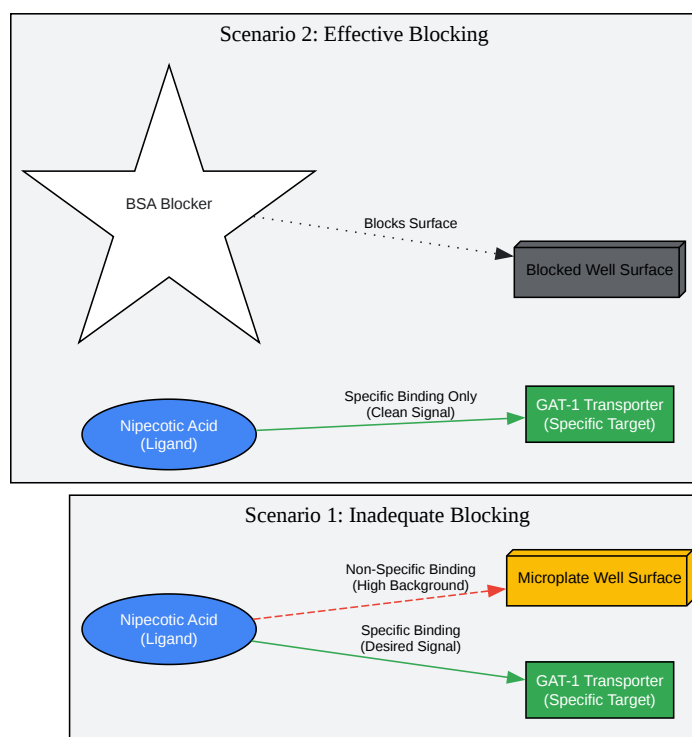 Scenario 2: Effective Blocking
BSA Blocker
Blocks Surface
Blocked Well Surface
Specific Binding Only
(Clean Signal)
Nipecotic Acid
(Ligand)
GAT-1 Transporter
(Specific Target)
Scenario 1: Inadequate Blocking
Non-Specific Binding
(High Background)
Microplate Well Surface
Nipecotic Acid
(Ligand)
Specific Binding
(Desired Signal)
GAT-1 Transporter
(Specific Target)